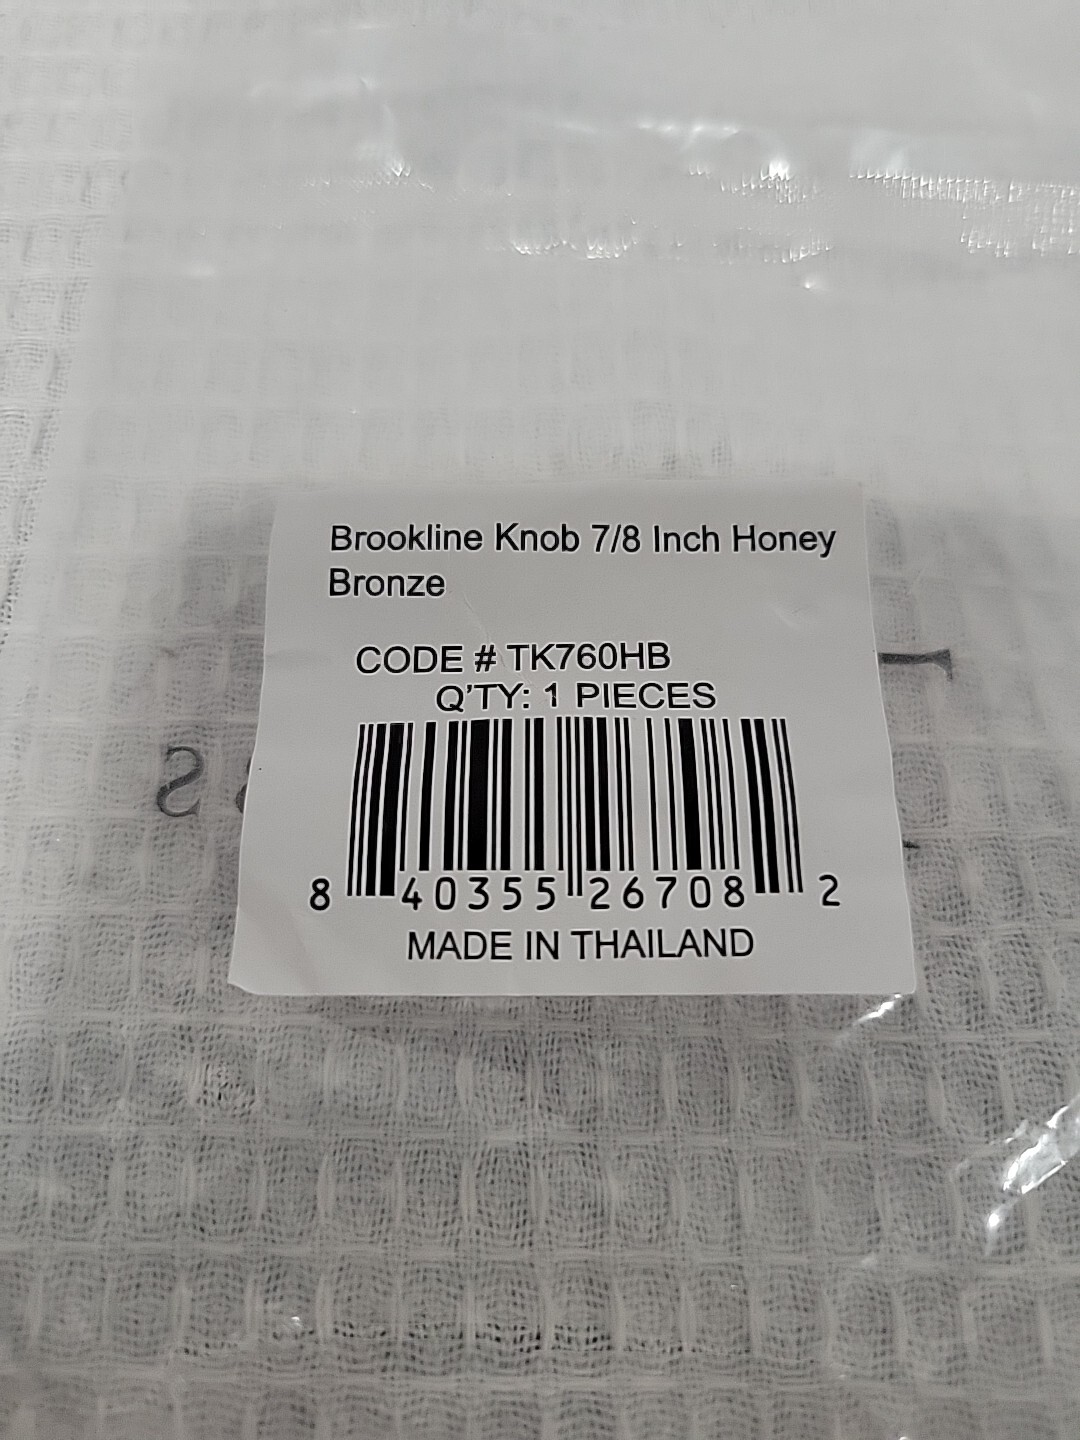 Brookline Knob 7/8 Inch Honey
Bronze
CODE # TK760HB
Q'TY: 1 PIECES
8 40355 26708 2
MADE IN THAILAND